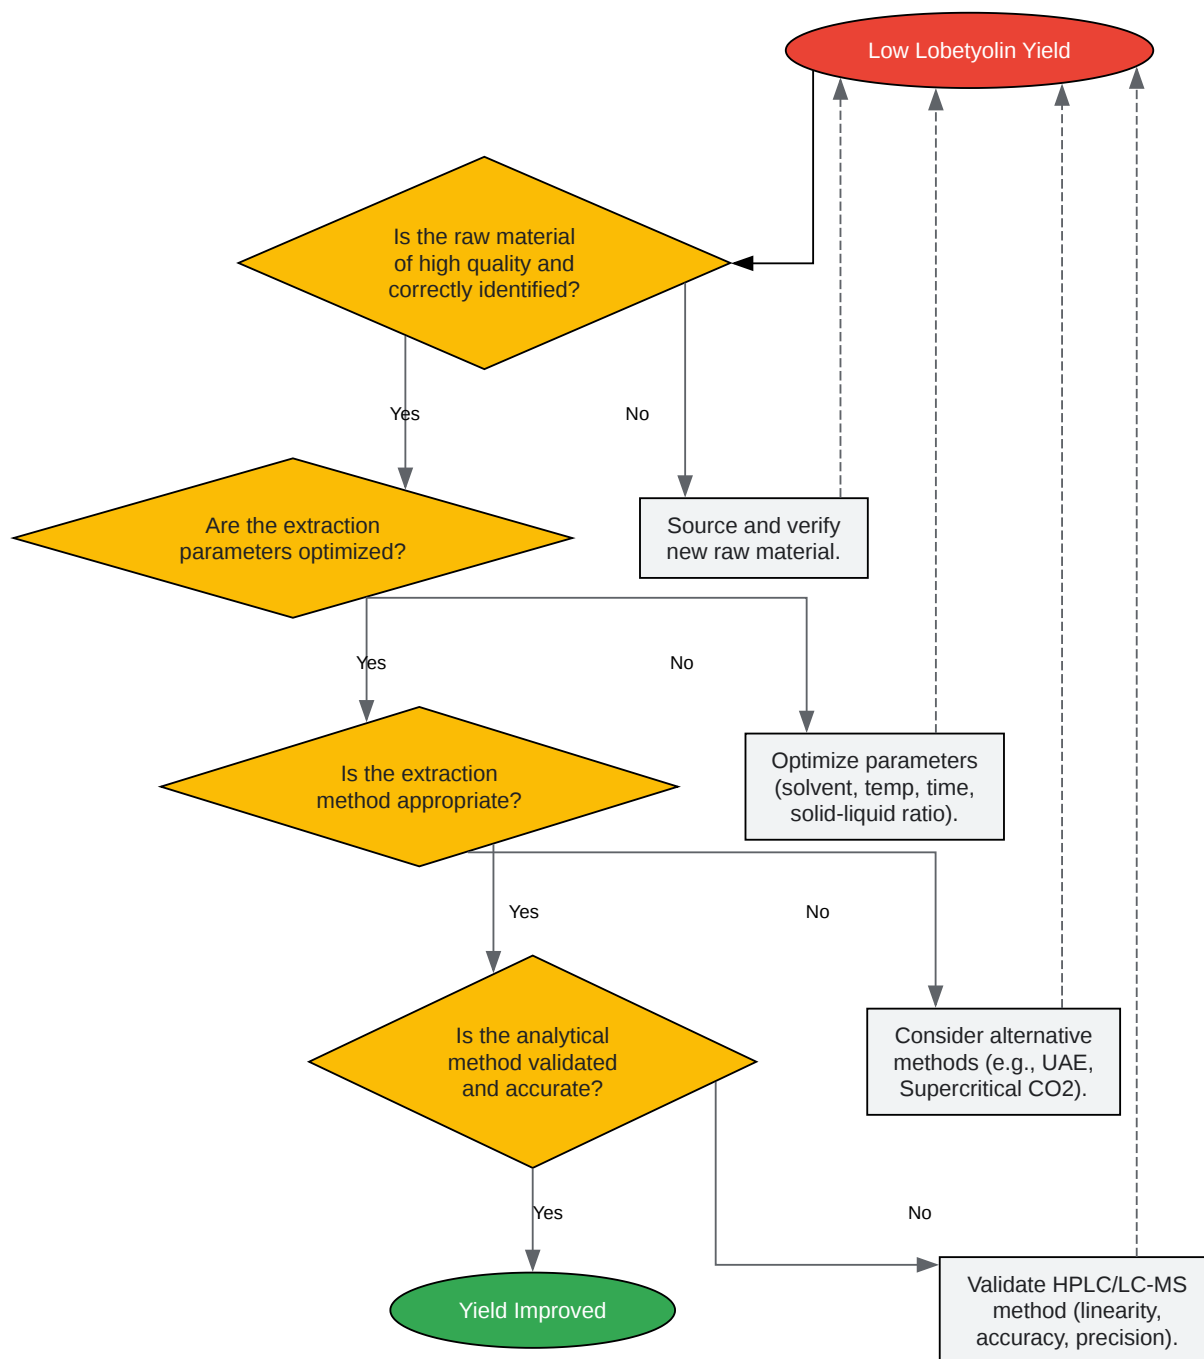 Low Lobetyolin Yield
Is the raw material
of high quality and
correctly identified?
Yes
No
Are the extraction
parameters optimized?
Source and verify
new raw material.
Yes
No
Is the extraction
method appropriate?
Optimize parameters
(solvent, temp, time,
solid-liquid ratio).
Yes
No
Is the analytical
method validated
and accurate?
Consider alternative
methods (e.g., UAE,
Supercritical CO2).
Yes
No
Yield Improved
Validate HPLC/LC-MS
method (linearity,
accuracy, precision).